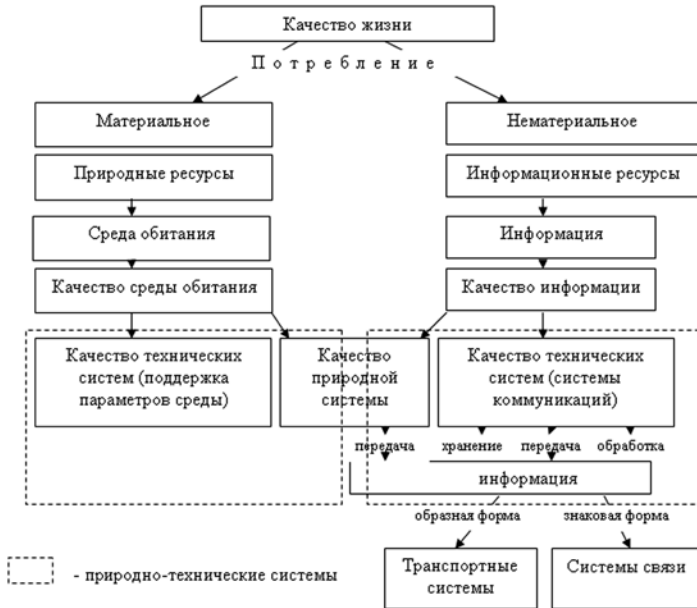 Качество жизни
Потребление
Материальное
Нематериальное
Природные ресурсы
Информационные ресурсы
Среда обитания
Информация
Качество среды обитания
Качество информации
Качество технических
систем (поддержка
параметров среды)
Качество
природной
системы
Качество технических
систем (системы
коммуникаций)
передача
хранение
передача
обработка
информация
образная форма
знаковая форма
Транспортные
системы
Системы связи
- природно-технические системы